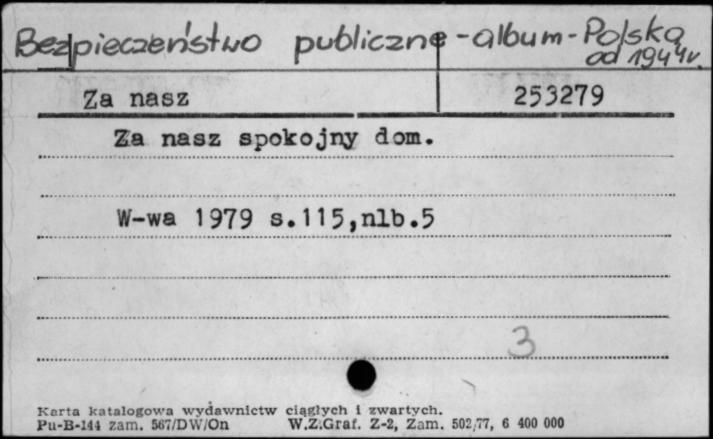 Bezpieczeństwo publiczne - album - Polska
od 1944r.
Za nasz 253279
Za nasz spokojny dom.
W-wa 1979 s.115,nlb.5
3
Karta katalogowa wydawnictw ciągłych i zwartych.
Pu-B-144 zam. 567/DW/On W.Z.Graf. Z-2, Zam. 502/77, 6 400 000